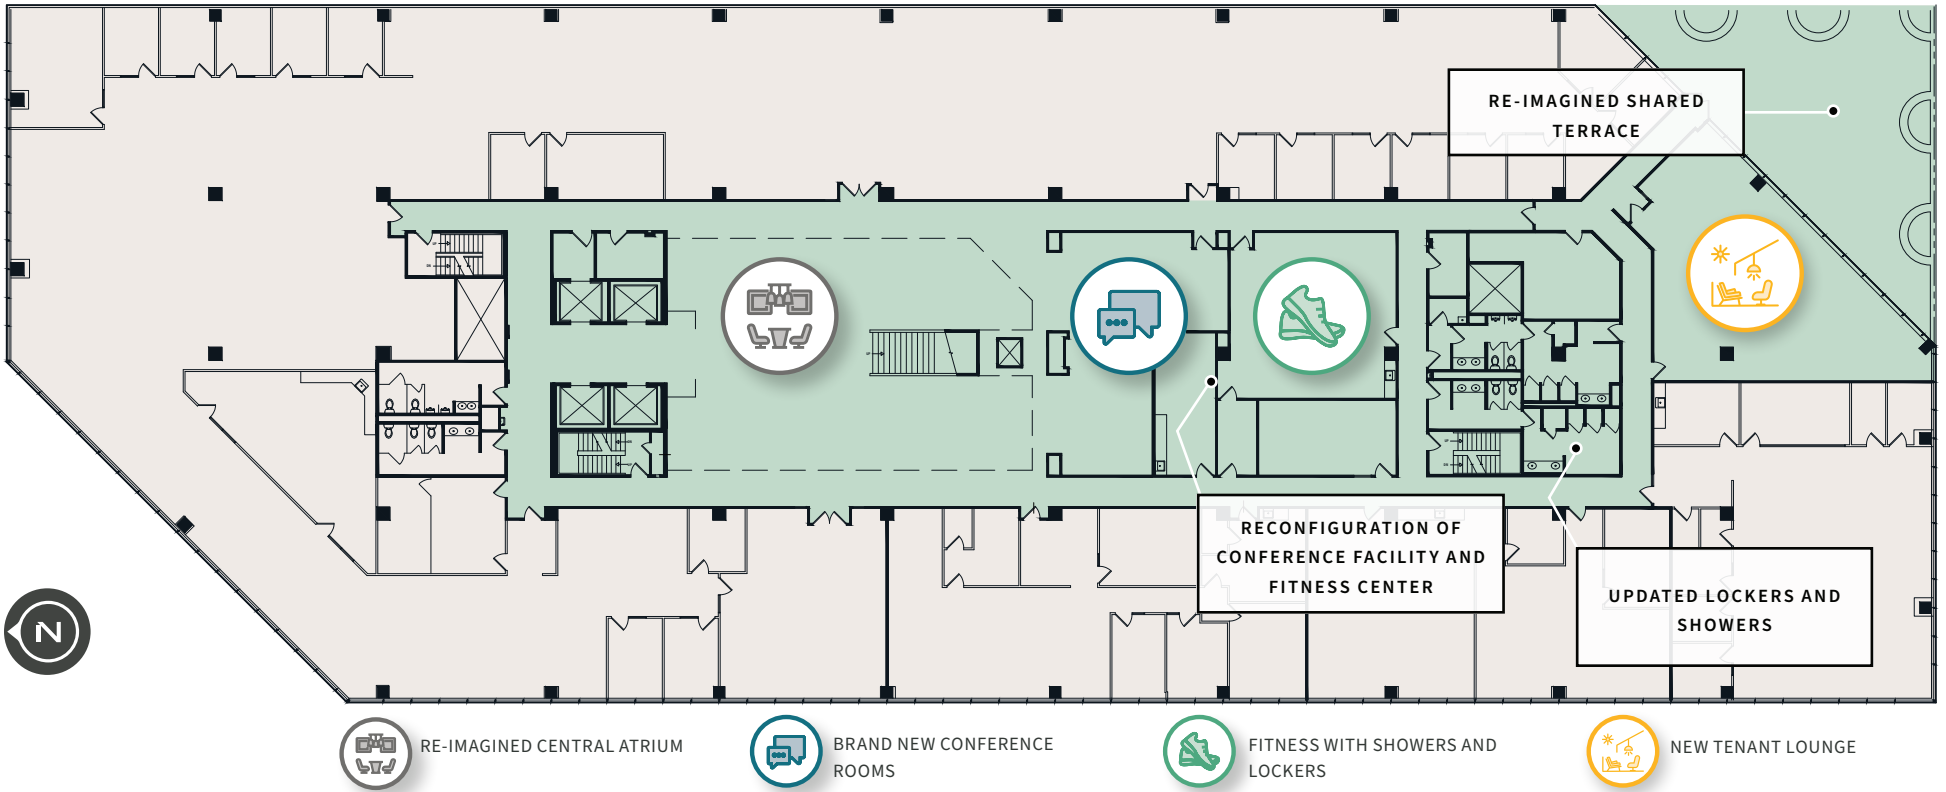 RE-IMAGINED SHARED
TERRACE
RECONFIGURATION OF
CONFERENCE FACILITY AND
FITNESS CENTER
UPDATED LOCKERS AND
SHOWERS
N
RE-IMAGINED CENTRAL ATRIUM
BRAND NEW CONFERENCE
ROOMS
FITNESS WITH SHOWERS AND
LOCKERS
NEW TENANT LOUNGE